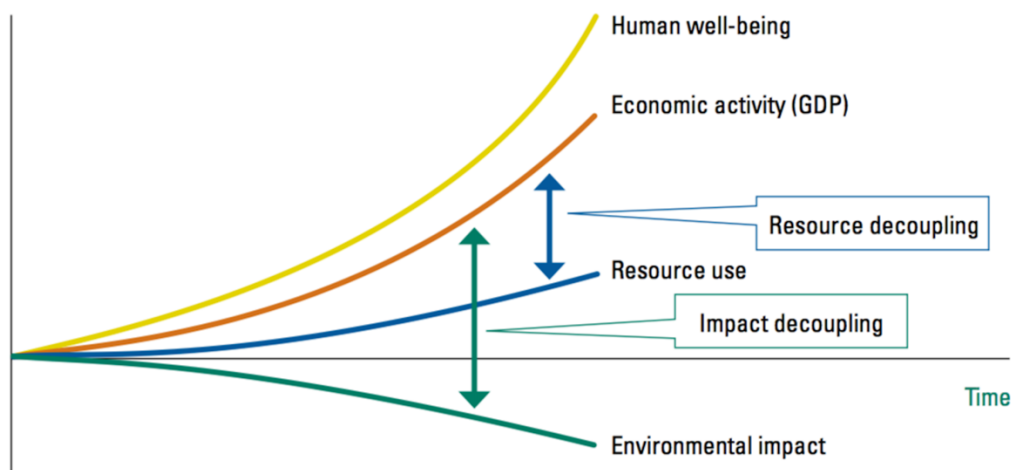 Human well-being
Economic activity (GDP)
Resource decoupling
Resource use
Impact decoupling
Time
Environmental impact